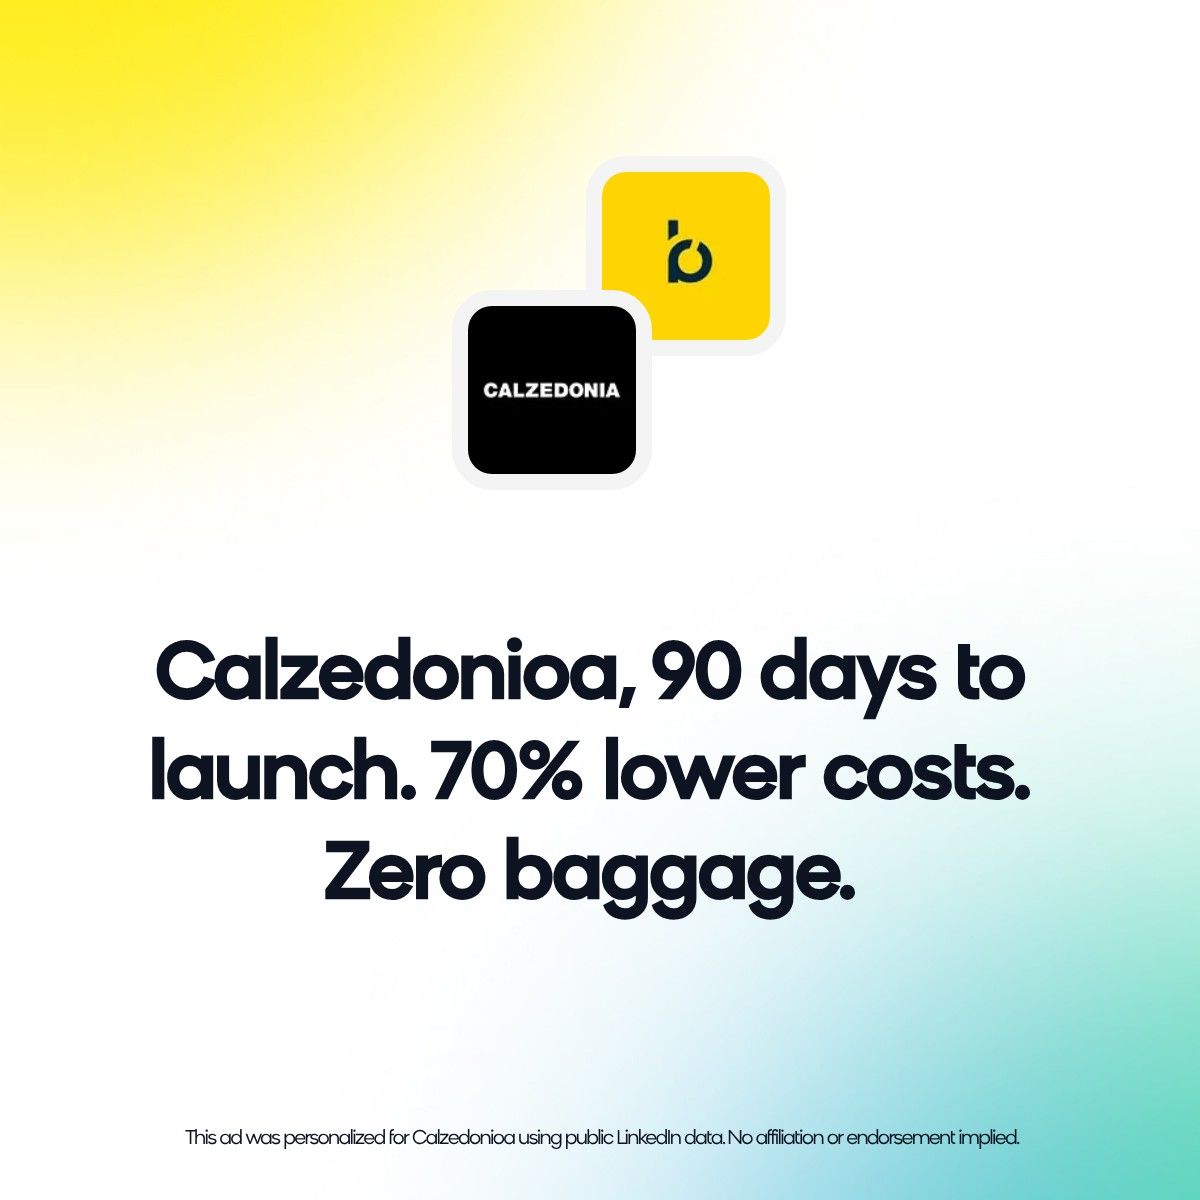 b
CALZEDONIA
Calzedonioa, 90 days to
launch. 70% lower costs.
Zero baggage.
This ad was personalized for Calzedonioa using public LinkedIn data. No affiliation or endorsement implied.